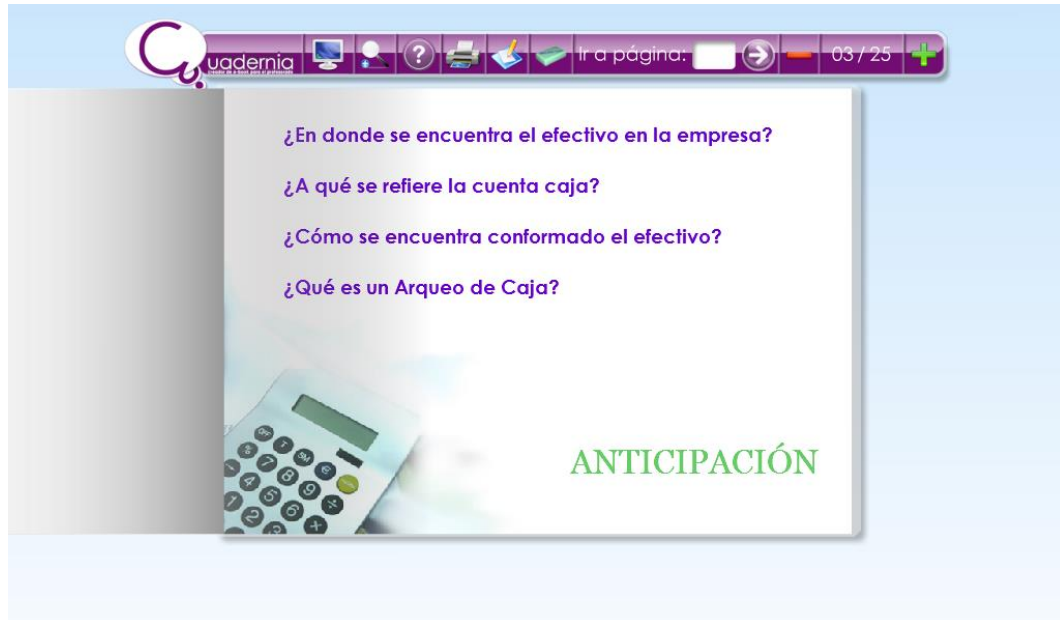 Cuadernia
Ir a página:
03 / 25
¿En donde se encuentra el efectivo en la empresa?
¿A qué se refiere la cuenta caja?
¿Cómo se encuentra conformado el efectivo?
¿Qué es un Arqueo de Caja?
ANTICIPACIÓN